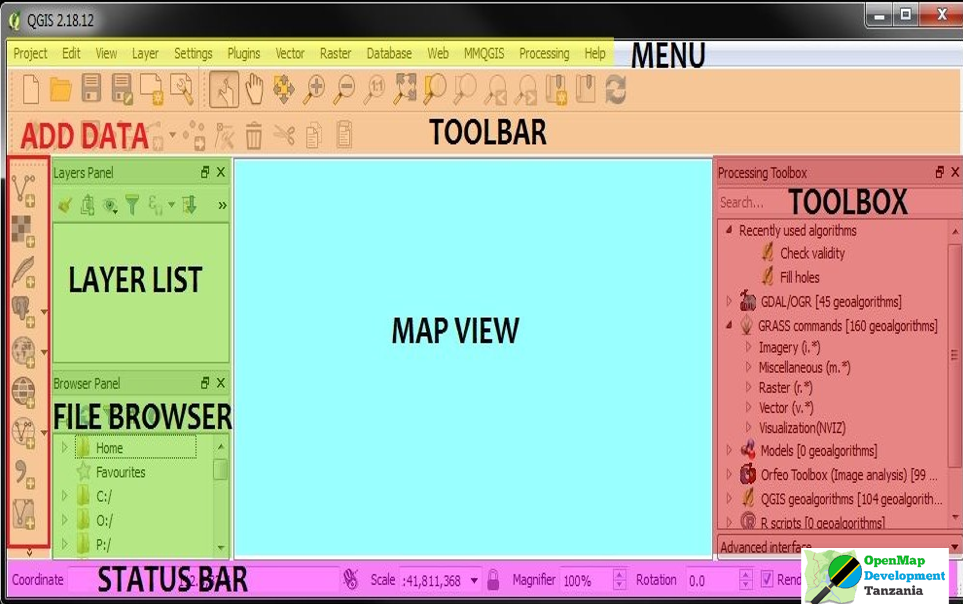 QGIS 2.18.12
Project Edit View Layer Settings Plugins Vector Raster Database Web MMQGIS Processing Help
MENU
ADD DATA
TOOLBAR
Layers Panel
LAYER LIST
Browser Panel
FILE BROWSER
Home
Favourites
C:/
O:/
P:/
MAP VIEW
Processing Toolbox
Search...
TOOLBOX
Recently used algorithms
Check validity
Fill holes
GDAL/OGR [45 geoalgorithms]
GRASS commands [160 geoalgorithms]
Imagery (i.*)
Miscellaneous (m.*)
Raster (r.*)
Vector (v.*)
Visualization(NVIZ)
Models [0 geoalgorithms]
Orfeo Toolbox (Image analysis) [99 ...
QGIS geoalgorithms [104 geoalgorith...
R scripts [0 geoalgorithms]
Advanced interface
Coordinate
STATUS BAR
Scale :41,811,368 Magnifier 100% Rotation 0.0 Rend
OpenMap
Development
Tanzania